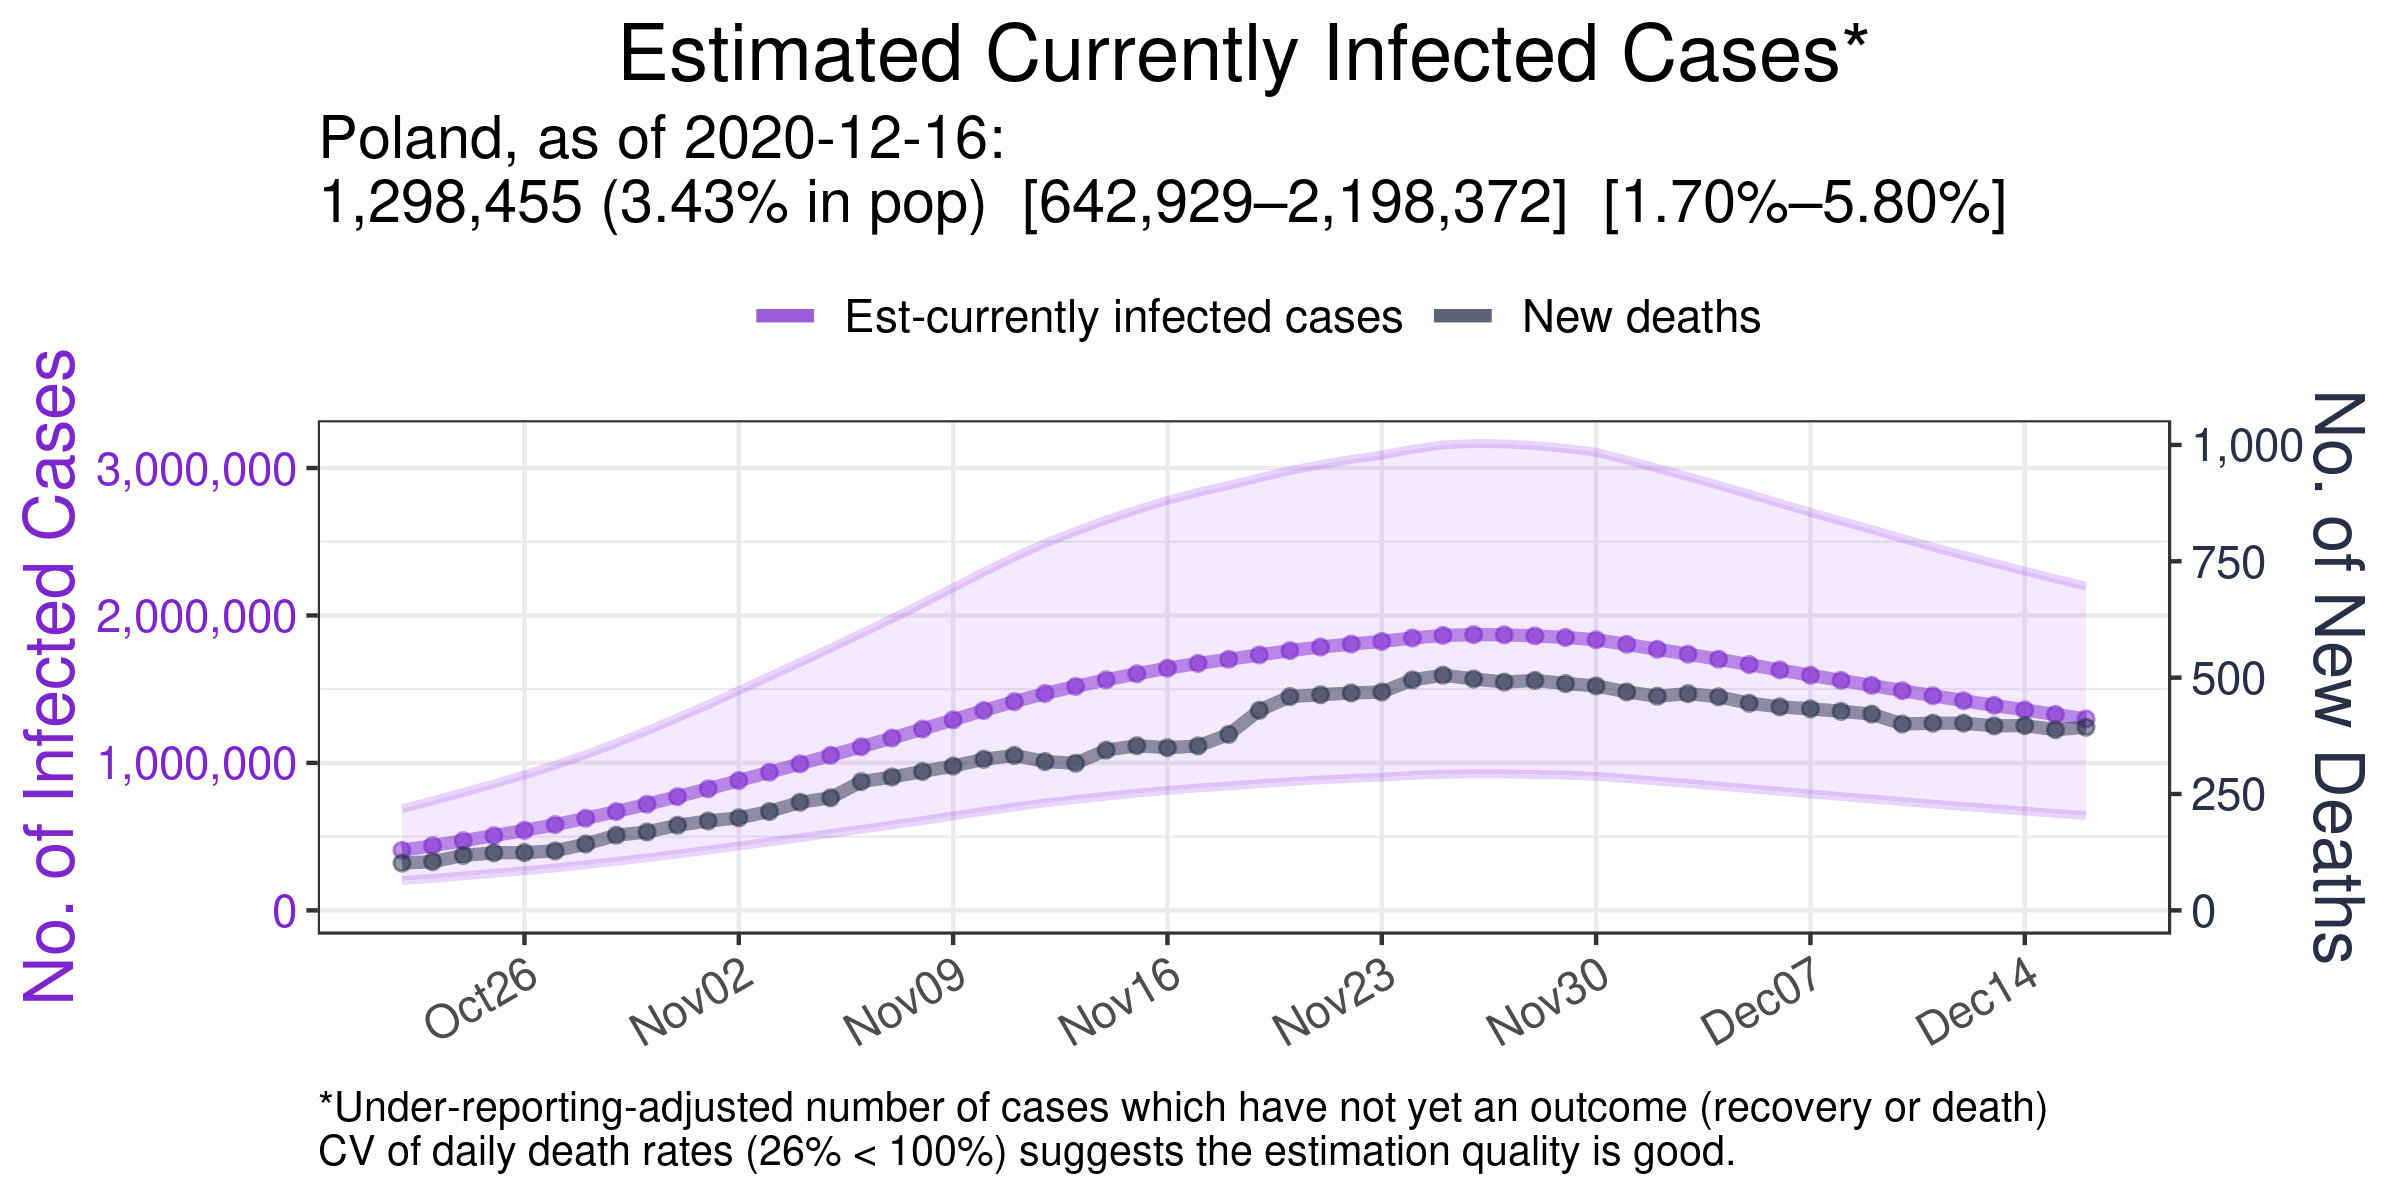 Estimated Currently Infected Cases*
Poland, as of 2020-12-16:
1,298,455 (3.43% in pop)  [642,929–2,198,372]  [1.70%–5.80%]
Est-currently infected cases
New deaths
No. of Infected Cases
3,000,000
2,000,000
1,000,000
0
1,000
750
500
250
0
No. of New Deaths
Oct26
Nov02
Nov09
Nov16
Nov23
Nov30
Dec07
Dec14
*Under-reporting-adjusted number of cases which have not yet an outcome (recovery or death)
CV of daily death rates (26% < 100%) suggests the estimation quality is good.